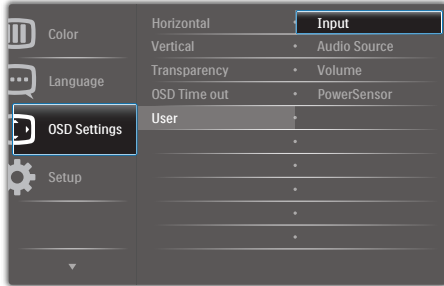 Color
Language
OSD Settings
Setup
Horizontal
Vertical
Transparency
OSD Time out
User
Input
Audio Source
Volume
PowerSensor